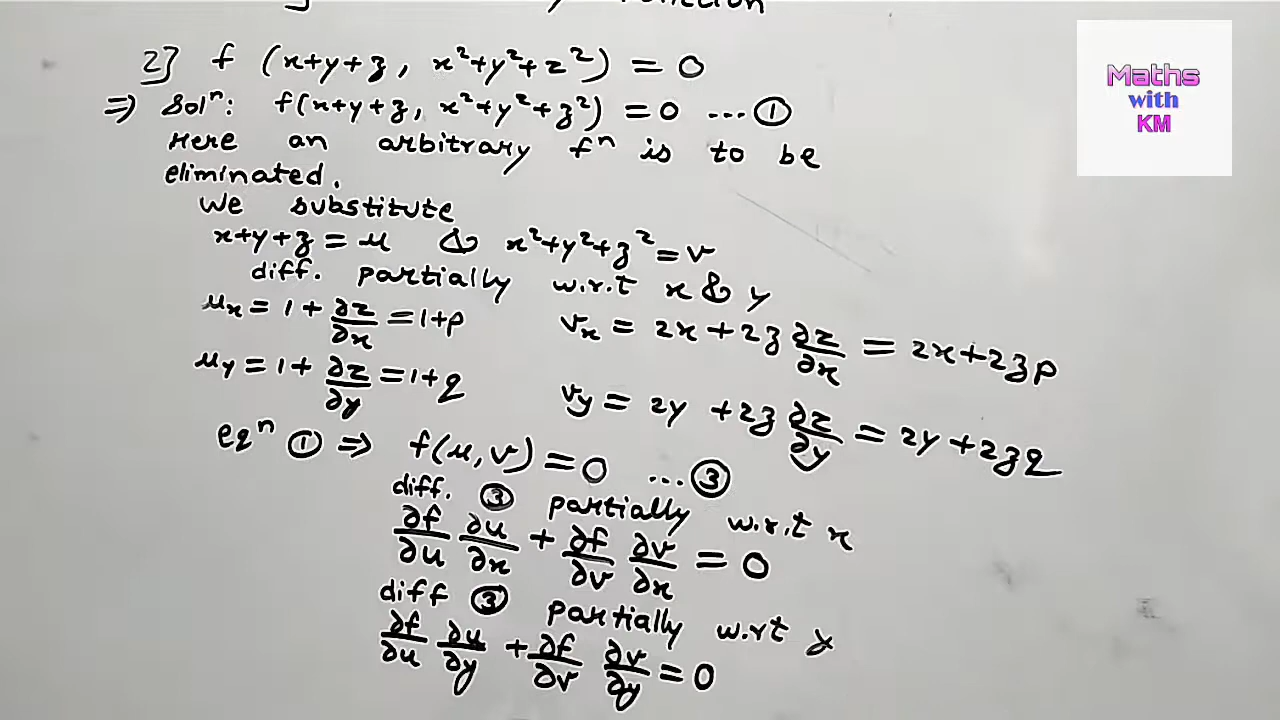 function
2] f (x+y+z, x²+y²+z²) = 0
⇒ Solⁿ: f(x+y+z, x²+y²+z²) = 0 ...①
Here an arbitrary fⁿ is to be
eliminated.
We substitute
x+y+z = u & x²+y²+z² = v
diff. partially w.r.t x & y
uₓ = 1 + ∂z/∂x = 1+p vₓ = 2x + 2z ∂z/∂x = 2x+2zp
u_y = 1 + ∂z/∂y = 1+q v_y = 2y + 2z ∂z/∂y = 2y+2zq
eqⁿ ① ⇒ f(u,v) = 0 ...③
diff. ③ partially w.r.t x
∂f/∂u ∂u/∂x + ∂f/∂v ∂v/∂x = 0
diff ③ partially w.r.t y
∂f/∂u ∂u/∂y + ∂f/∂v ∂v/∂y = 0
Maths
with
KM